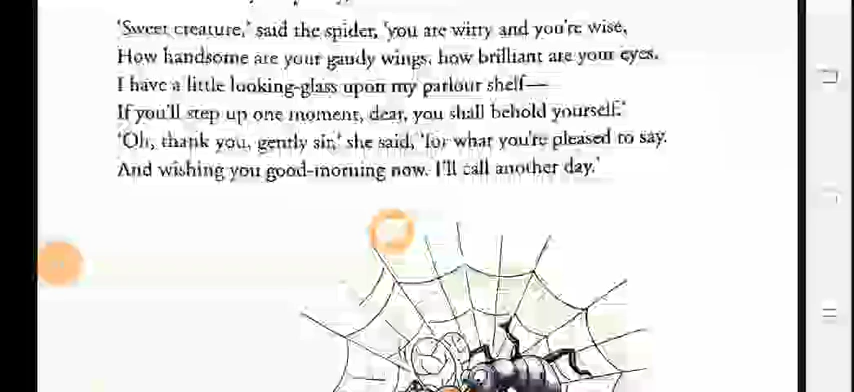 'Sweet creature,' said the spider, 'you are witty and you're wise,
How handsome are your gaudy wings, how brilliant are your eyes.
I have a little looking-glass upon my parlour shelf—
If you'll step up one moment, dear, you shall behold yourself.'
'Oh, thank you, gently sir,' she said, 'for what you're pleased to say.
And wishing you good-morning now. I'll call another day.'